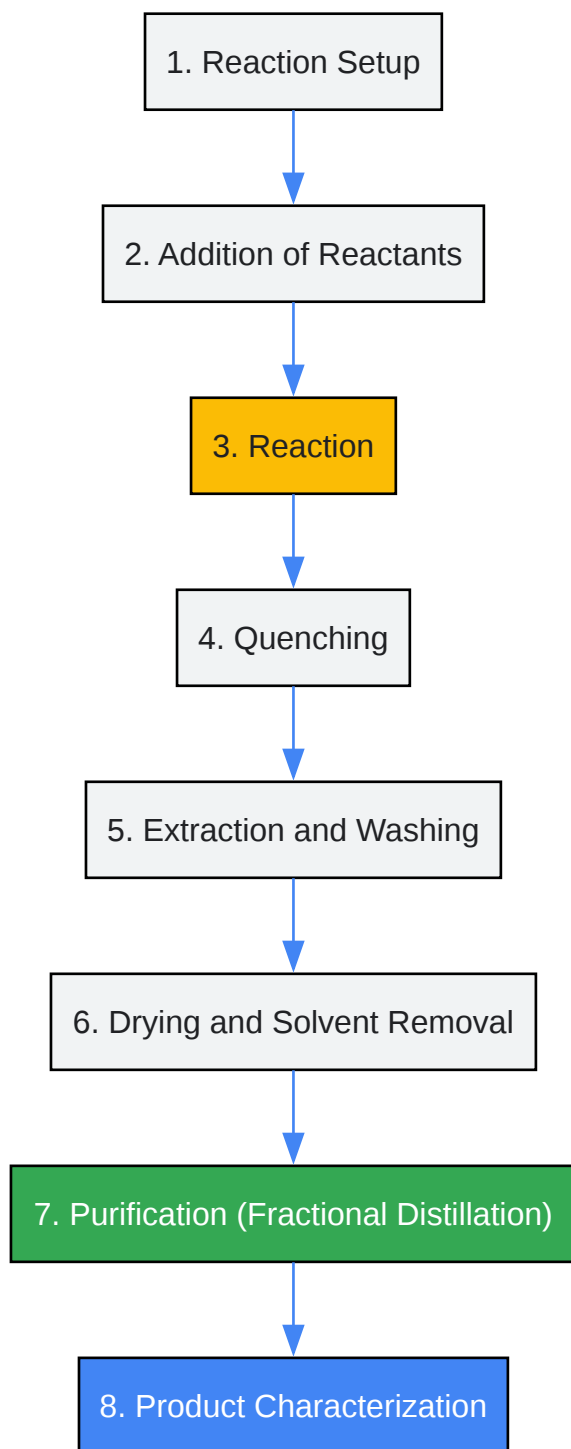 1. Reaction Setup
2. Addition of Reactants
3. Reaction
4. Quenching
5. Extraction and Washing
6. Drying and Solvent Removal
7. Purification (Fractional Distillation)
8. Product Characterization